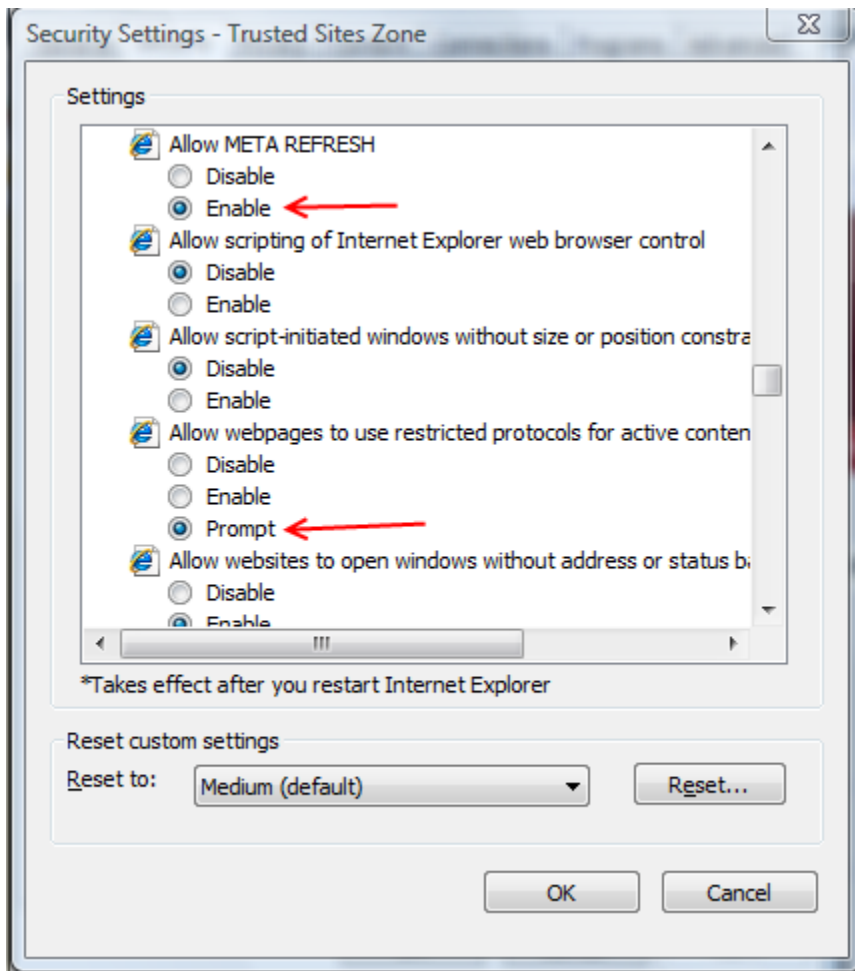 Security Settings - Trusted Sites Zone
Settings
Allow META REFRESH
Disable
Enable
Allow scripting of Internet Explorer web browser control
Disable
Enable
Allow script-initiated windows without size or position constra
Disable
Enable
Allow webpages to use restricted protocols for active conten
Disable
Enable
Prompt
Allow websites to open windows without address or status ba
Disable
Enable
*Takes effect after you restart Internet Explorer
Reset custom settings
Reset to: Medium (default) Reset...
OK Cancel